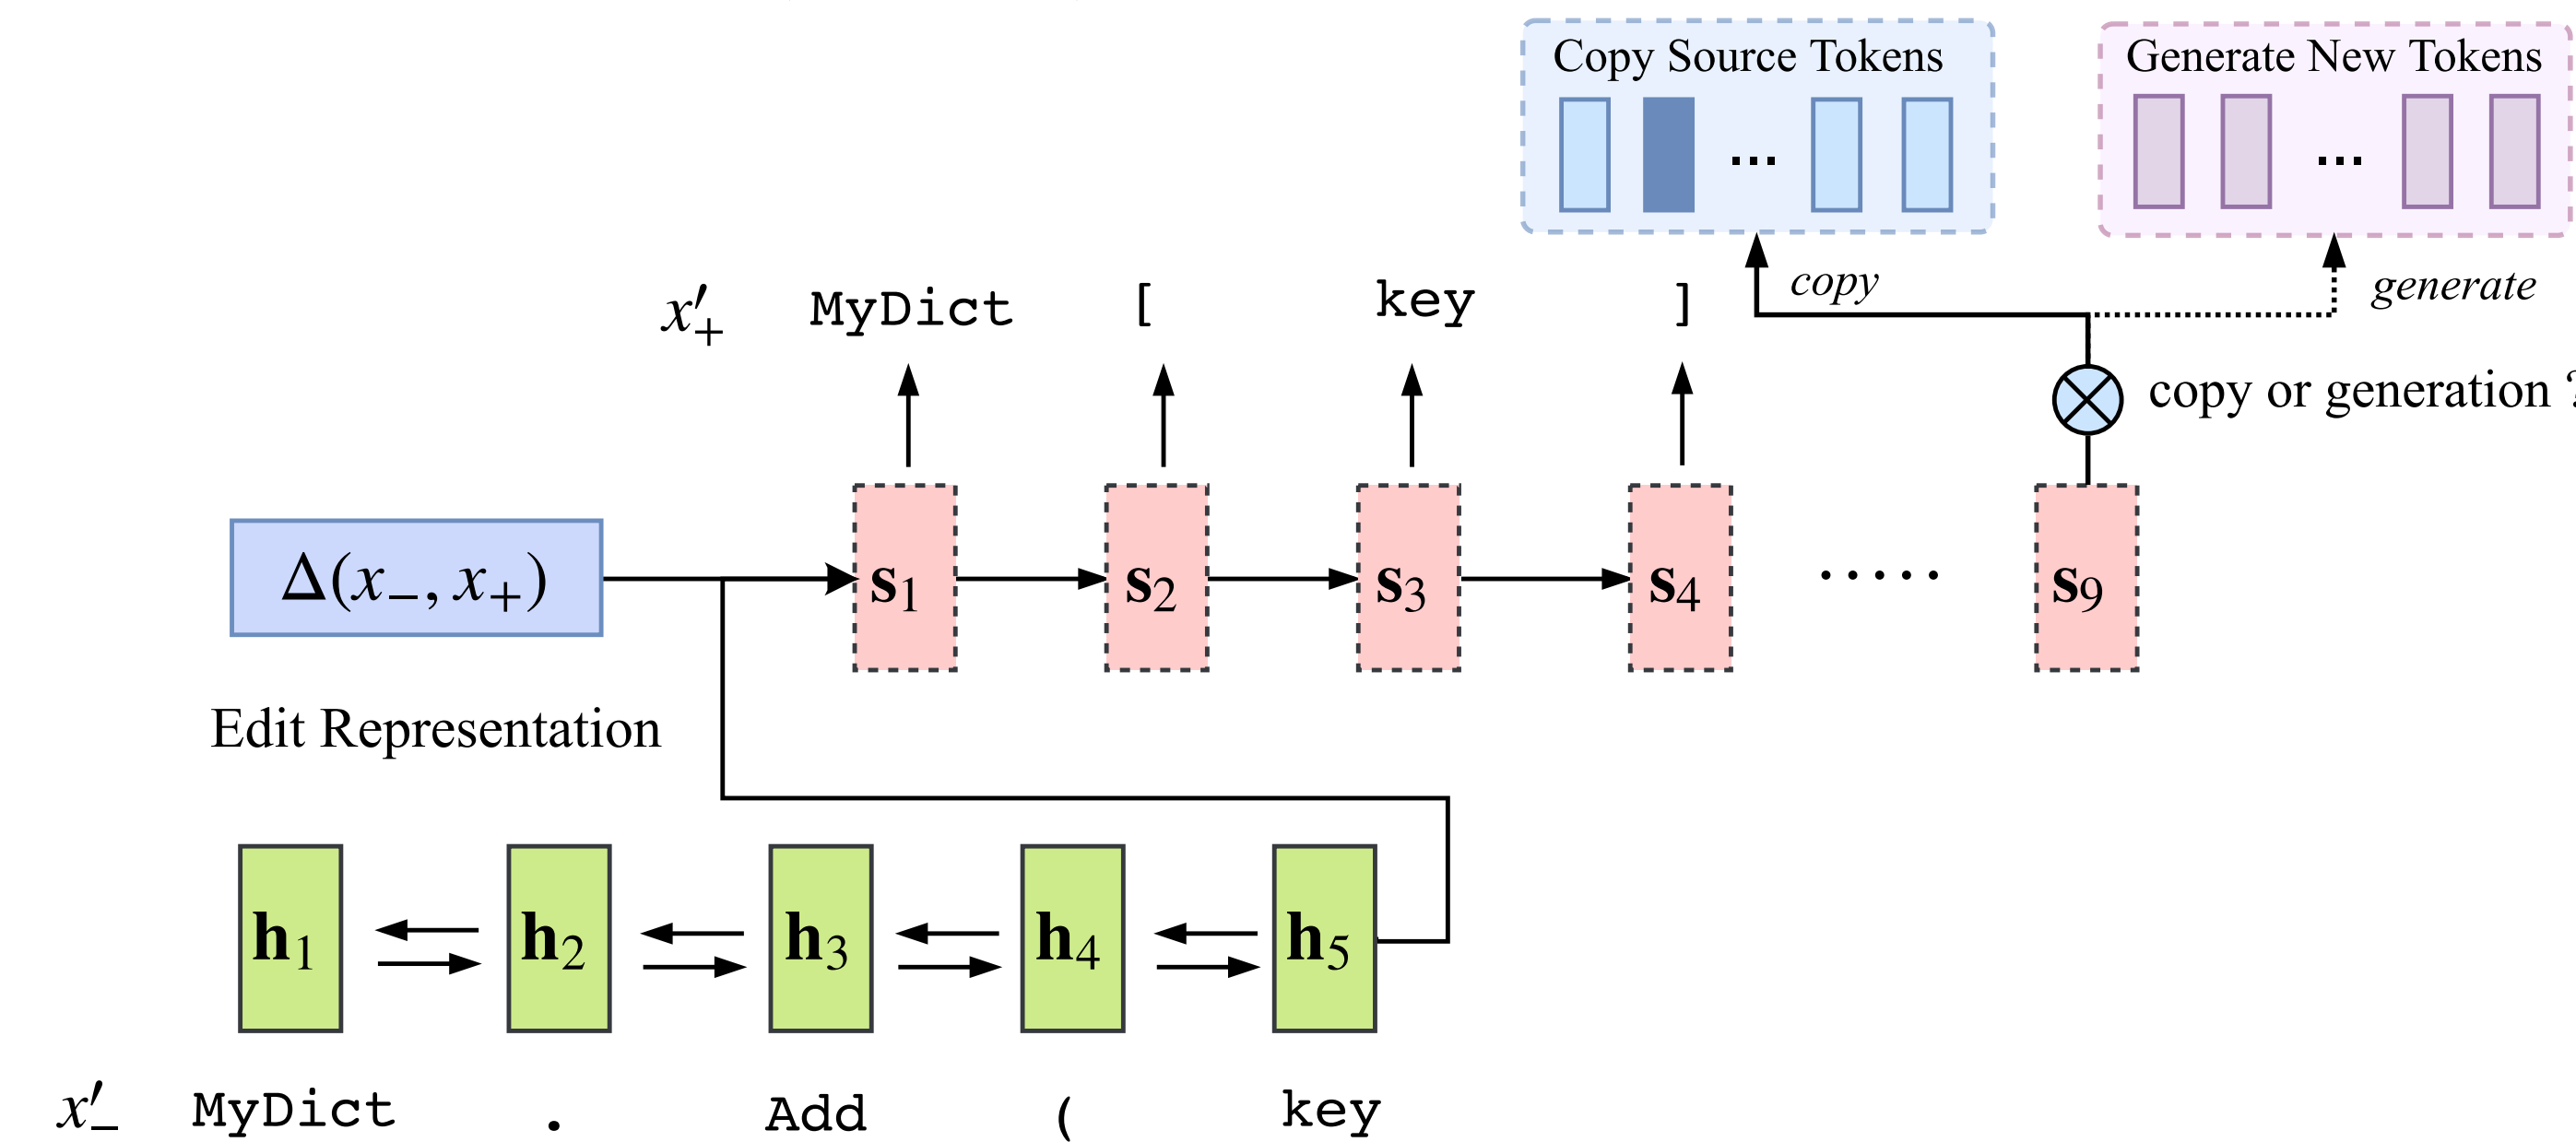 Copy Source Tokens
...
Generate New Tokens
...
copy
generate
x′₊ MyDict [ key ]
copy or generation ?
Δ(x₋, x₊)
s₁ s₂ s₃ s₄ ..... s₉
Edit Representation
h₁ h₂ h₃ h₄ h₅
x′₋ MyDict . Add ( key